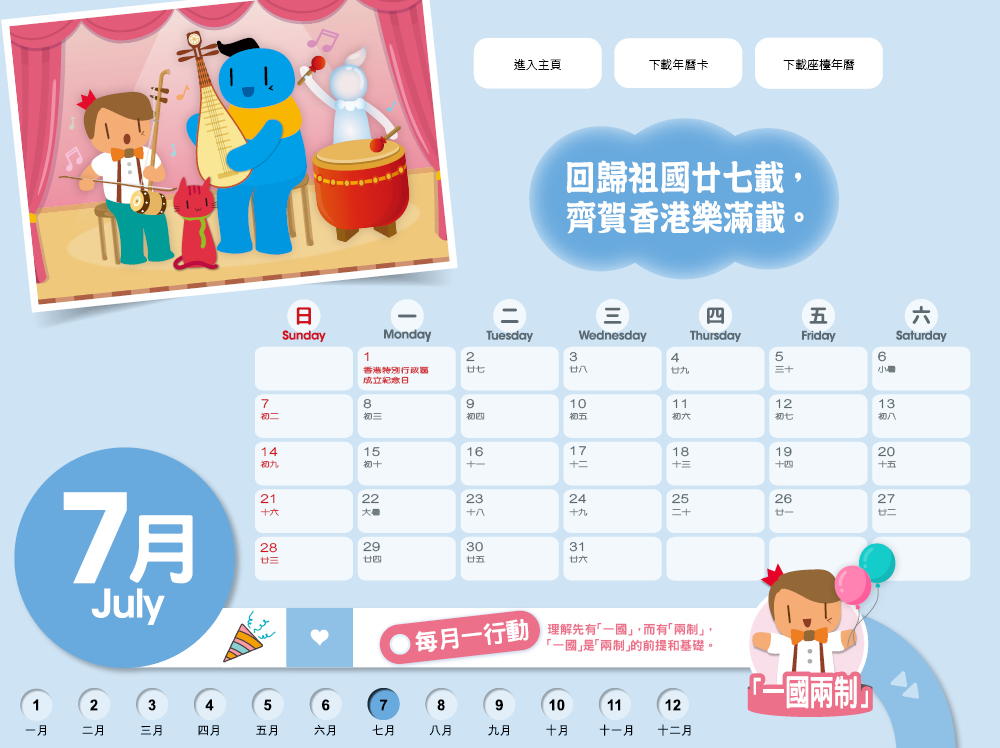 進入主頁
下載年曆卡
下載座檯年曆
回歸祖國廿七載，
齊賀香港樂滿載。
日 一 二 三 四 五 六
Sunday Monday Tuesday Wednesday Thursday Friday Saturday
1 2 3 4 5 6
香港特別行政區 廿七 廿八 廿九 三十 小暑
成立紀念日
7 8 9 10 11 12 13
初二 初三 初四 初五 初六 初七 初八
14 15 16 17 18 19 20
初九 初十 十一 十二 十三 十四 十五
21 22 23 24 25 26 27
十六 大暑 十八 十九 二十 廿一 廿二
28 29 30 31
廿三 廿四 廿五 廿六
7月
July
每月一行動
理解先有「一國」，而有「兩制」，
「一國」是「兩制」的前提和基礎。
「一國兩制」
1 2 3 4 5 6 7 8 9 10 11 12
一月 二月 三月 四月 五月 六月 七月 八月 九月 十月 十一月 十二月